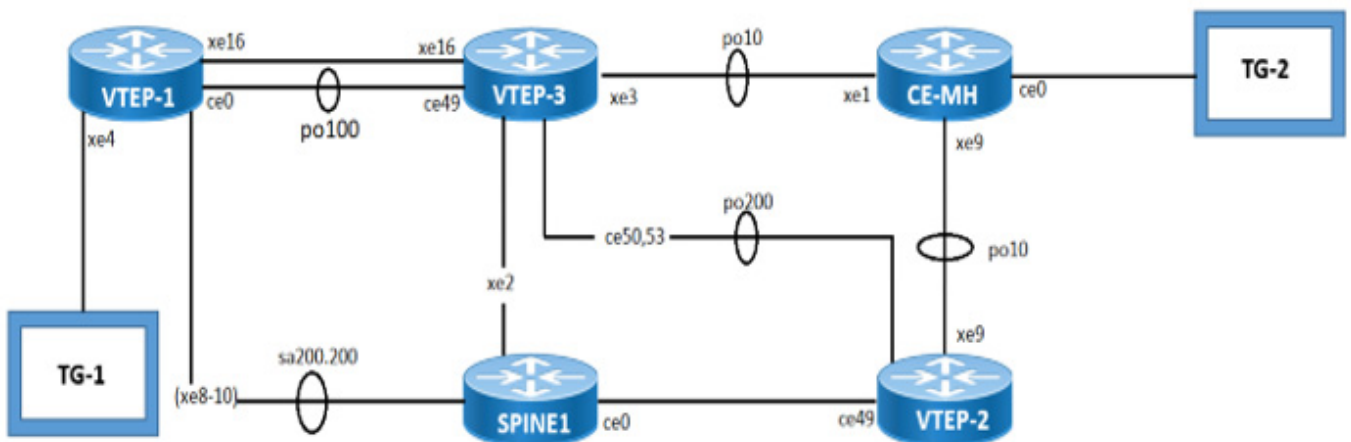 xe16
xe16
po10
VTEP-1
VTEP-3
CE-MH
TG-2
ce0
ce49
xe3
xe1
ce0
po100
xe4
xe9
po200
ce50,53
po10
xe2
xe9
sa200.200
TG-1
(xe8-10)
SPINE1
ce0
ce49
VTEP-2